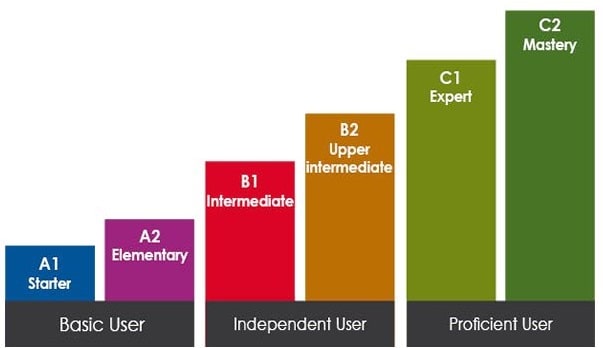 A1
Starter
A2
Elementary
B1
Intermediate
B2
Upper
intermediate
C1
Expert
C2
Mastery
Basic User
Independent User
Proficient User